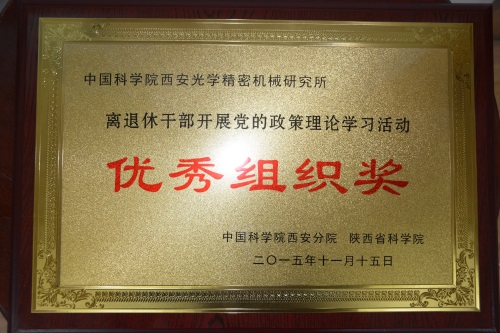 中国科学院西安光学精密机械研究所
离退休干部开展党的政策理论学习活动
优秀组织奖
中国科学院西安分院 陕西省科学院
二〇一五年十一月十五日